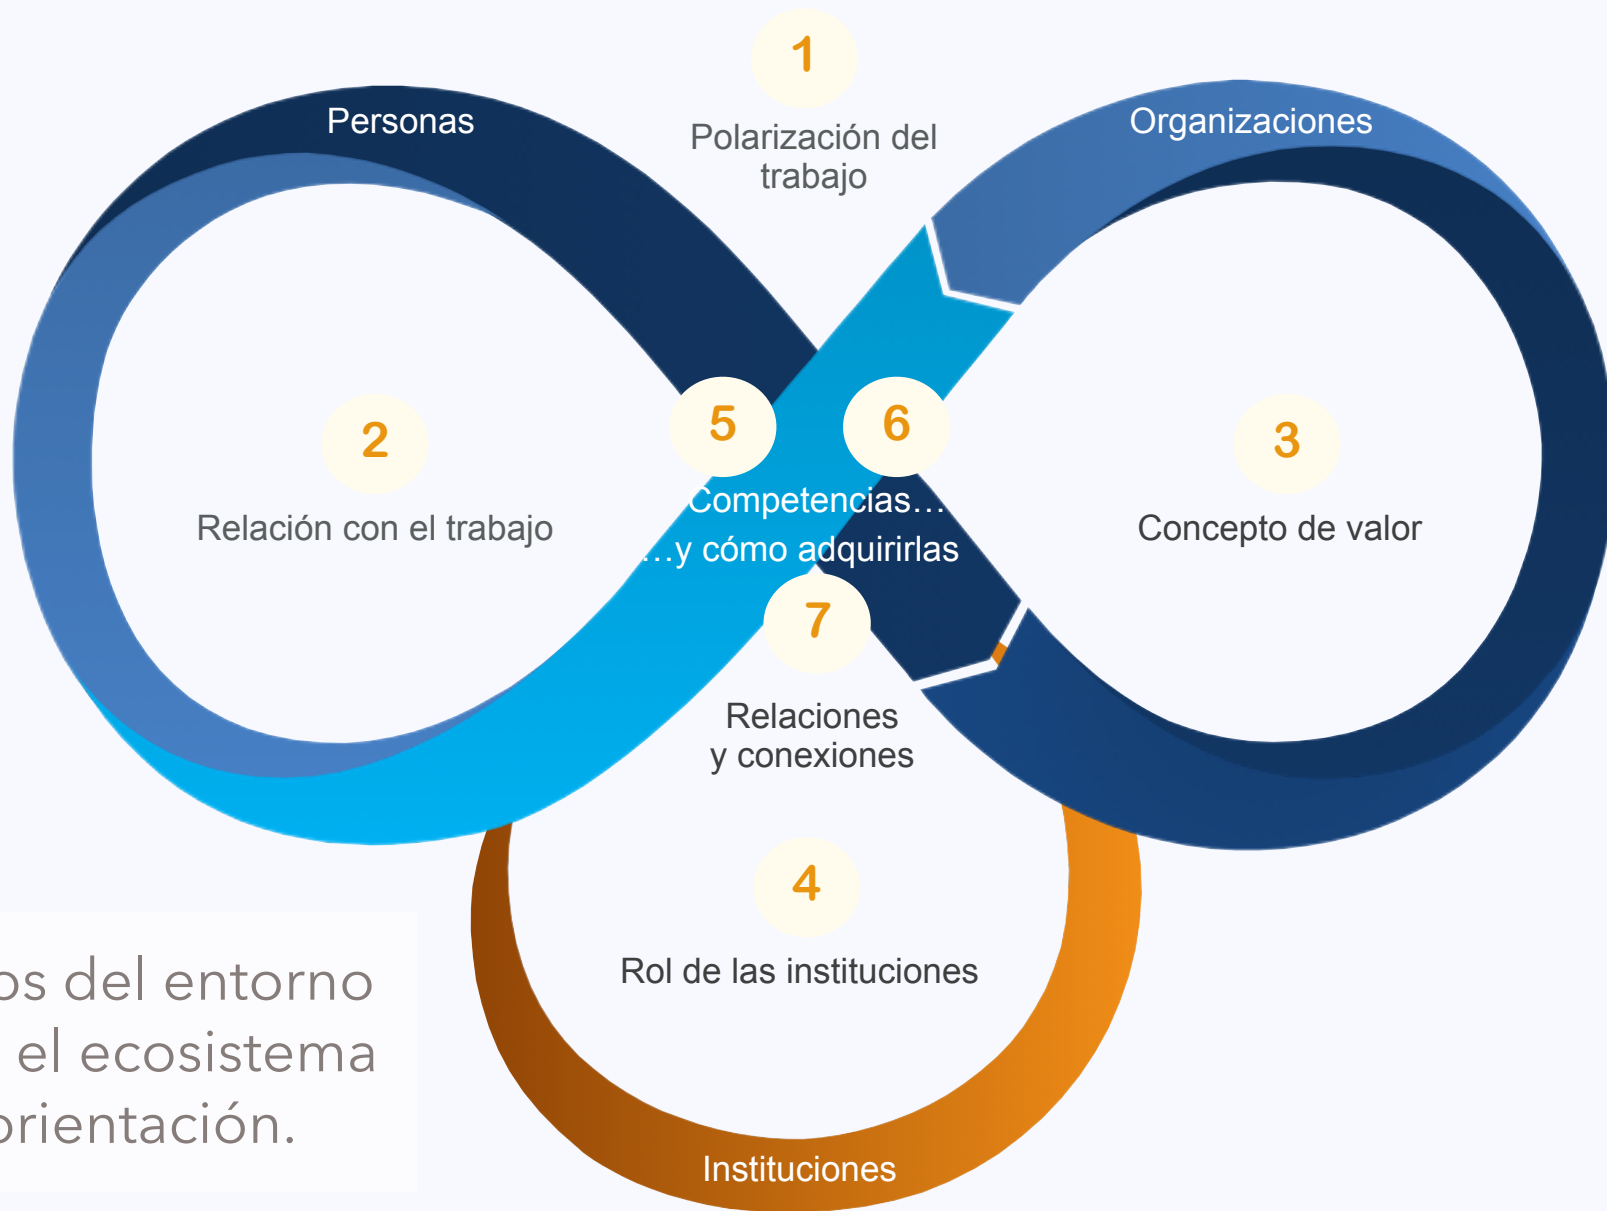 1
Polarización del
trabajo
Personas
Organizaciones
2
Relación con el trabajo
5
6
Competencias...
...y cómo adquirirlas
3
Concepto de valor
7
Relaciones
y conexiones
4
Rol de las instituciones
Instituciones
os del entorno
el ecosistema
orientación.